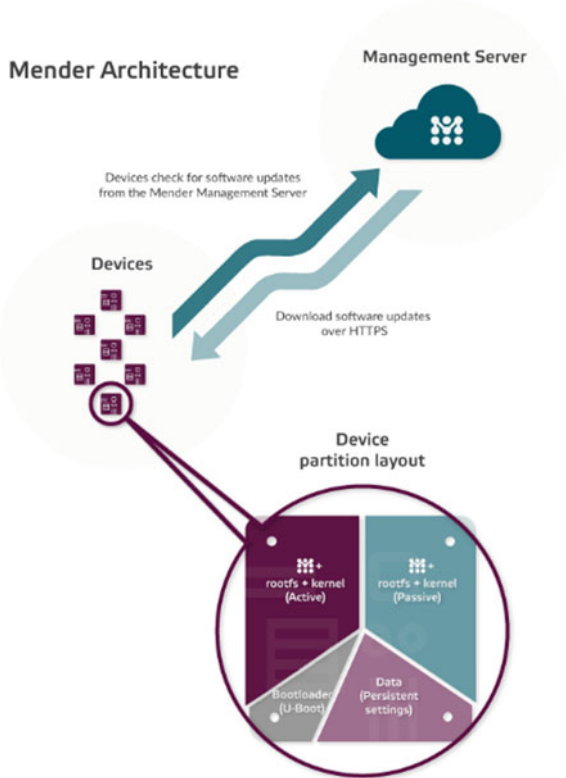 Mender Architecture
Management Server
Devices check for software updates
from the Mender Management Server
Devices
Download software updates
over HTTPS
Device
partition layout
+
rootfs + kernel
(Active)
+
rootfs + kernel
(Passive)
Bootloader
(U-Boot)
Data
(Persistent
settings)